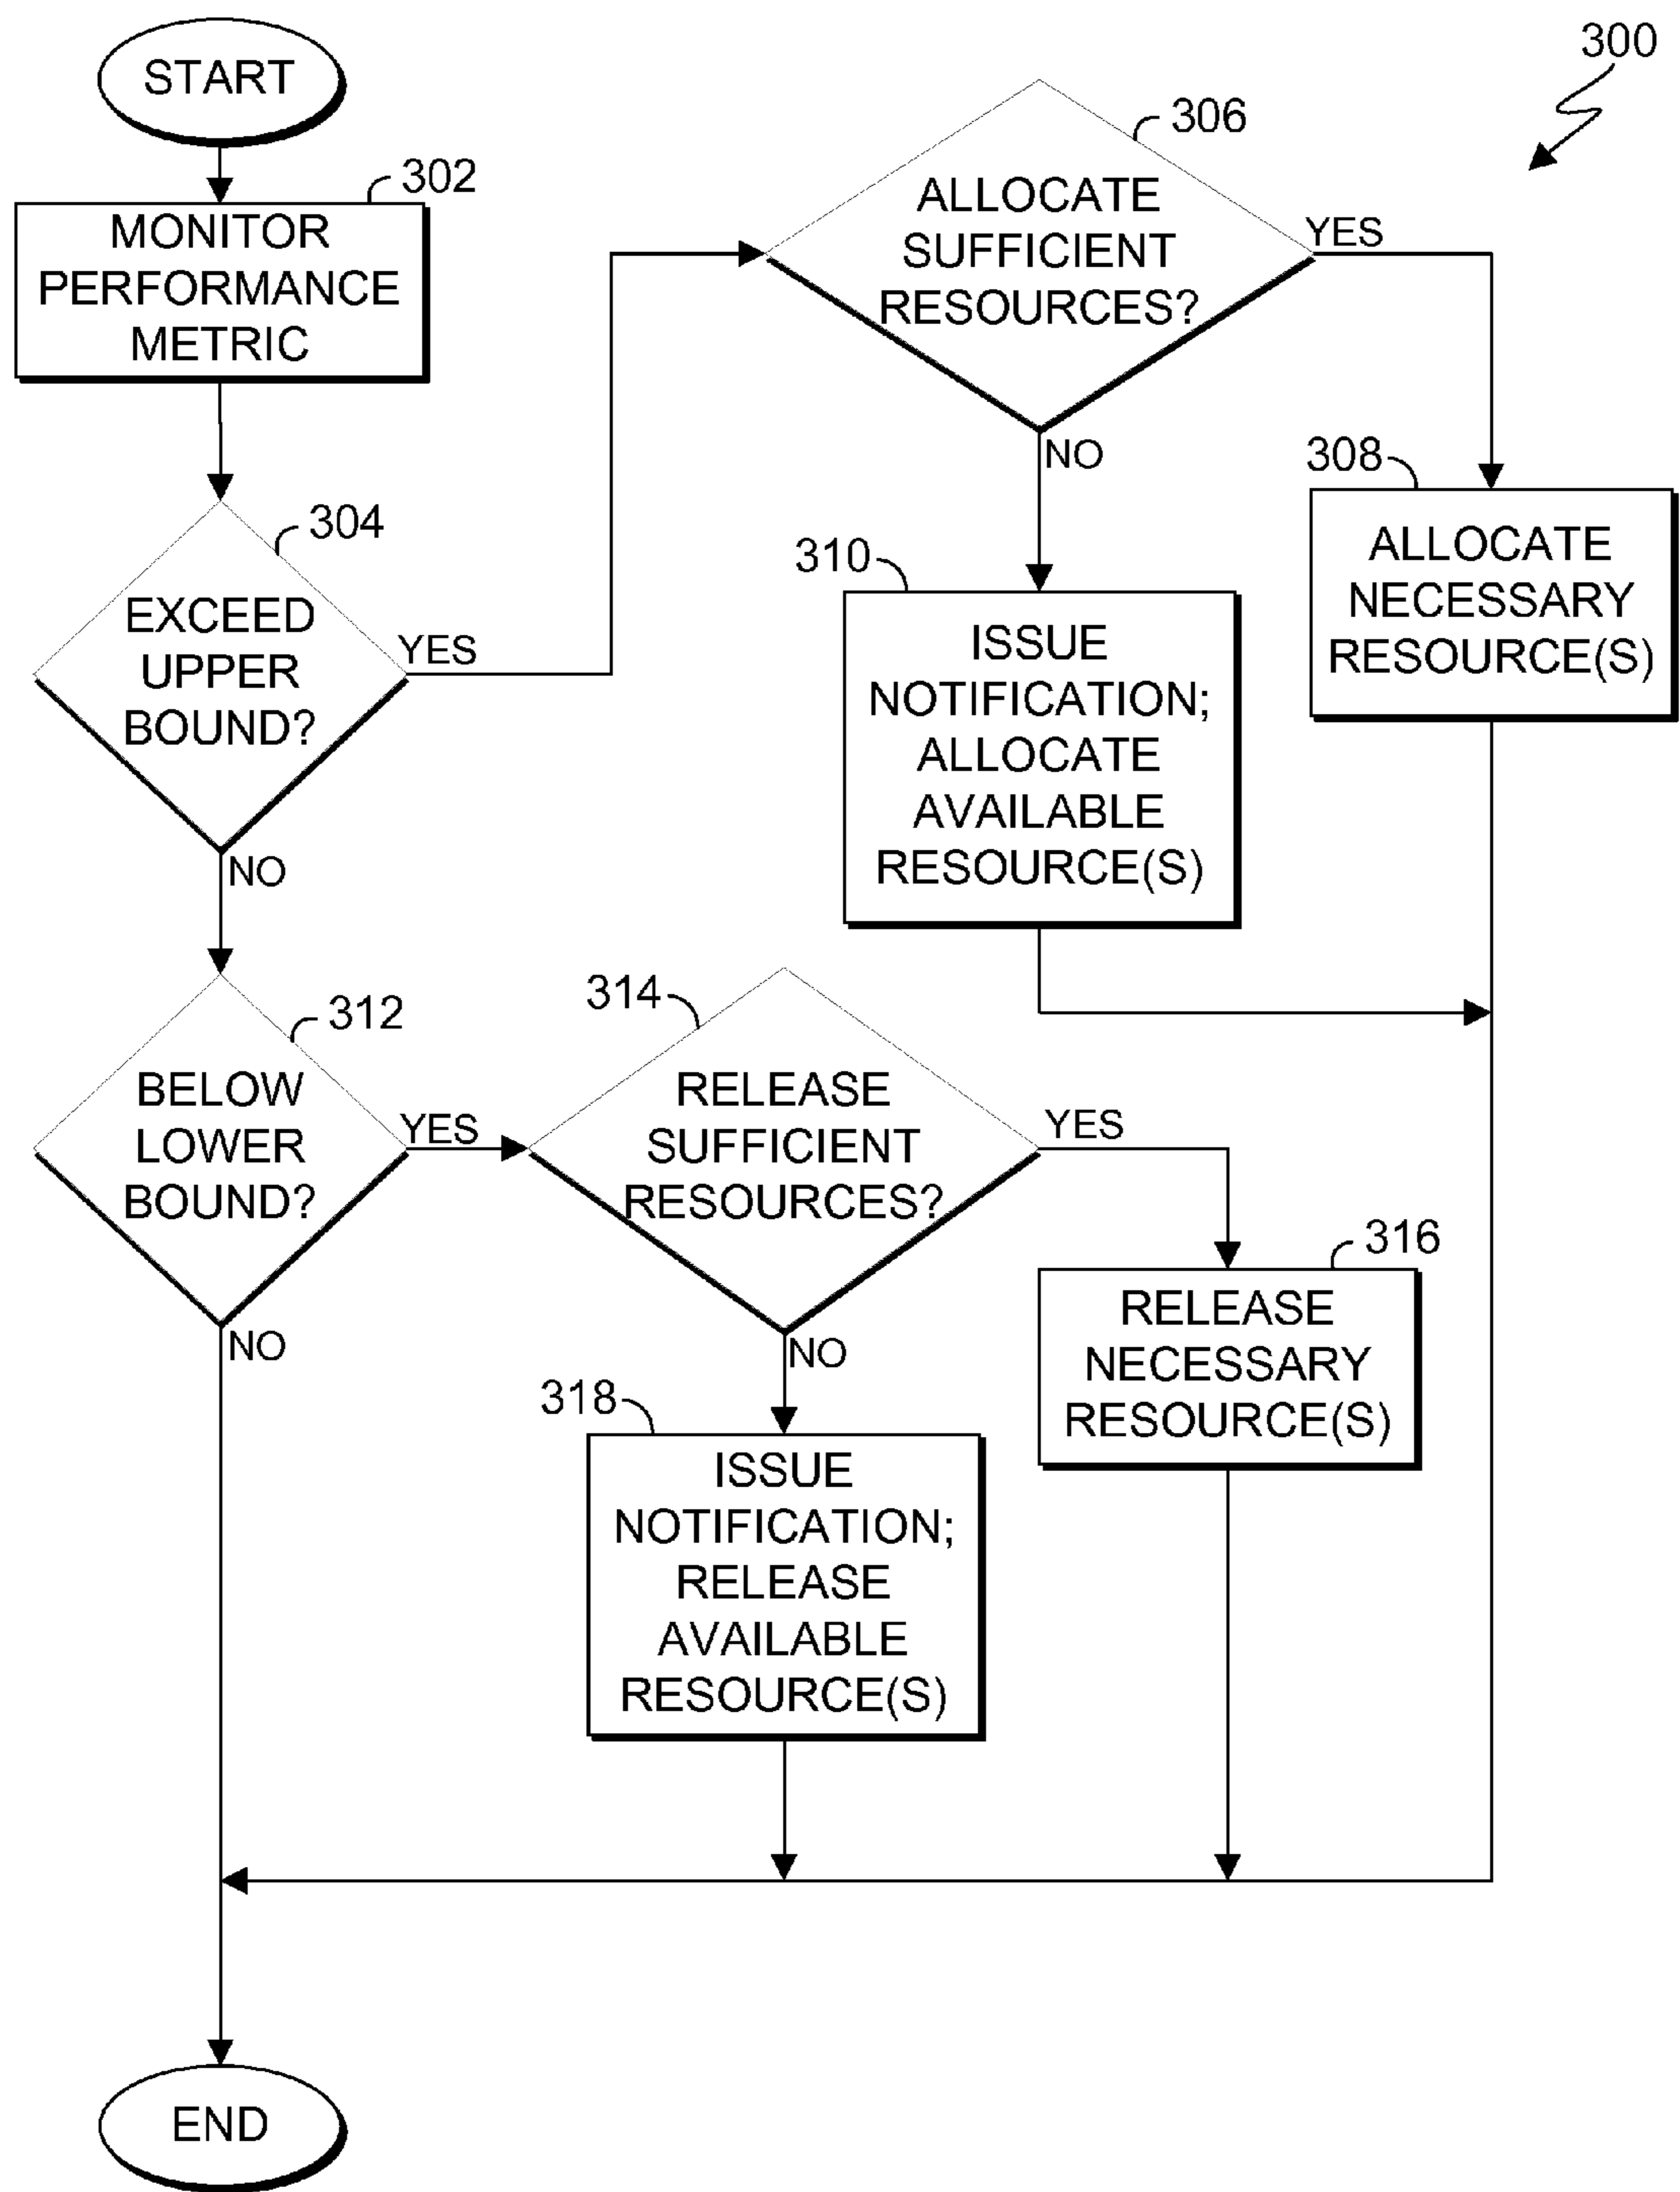 START
300
302
MONITOR
PERFORMANCE
METRIC
306
ALLOCATE
SUFFICIENT
RESOURCES?
YES
NO
304
EXCEED
UPPER
BOUND?
YES
NO
308
ALLOCATE
NECESSARY
RESOURCE(S)
310
ISSUE
NOTIFICATION;
ALLOCATE
AVAILABLE
RESOURCE(S)
312
BELOW
LOWER
BOUND?
YES
NO
314
RELEASE
SUFFICIENT
RESOURCES?
YES
NO
316
RELEASE
NECESSARY
RESOURCE(S)
318
ISSUE
NOTIFICATION;
RELEASE
AVAILABLE
RESOURCE(S)
END